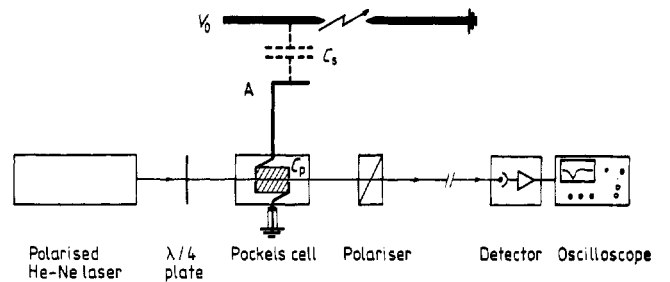 V₀
Cₛ
A
Cₚ
Polarised
He-Ne laser
λ/4
plate
Pockels cell
Polariser
Detector
Oscilloscope